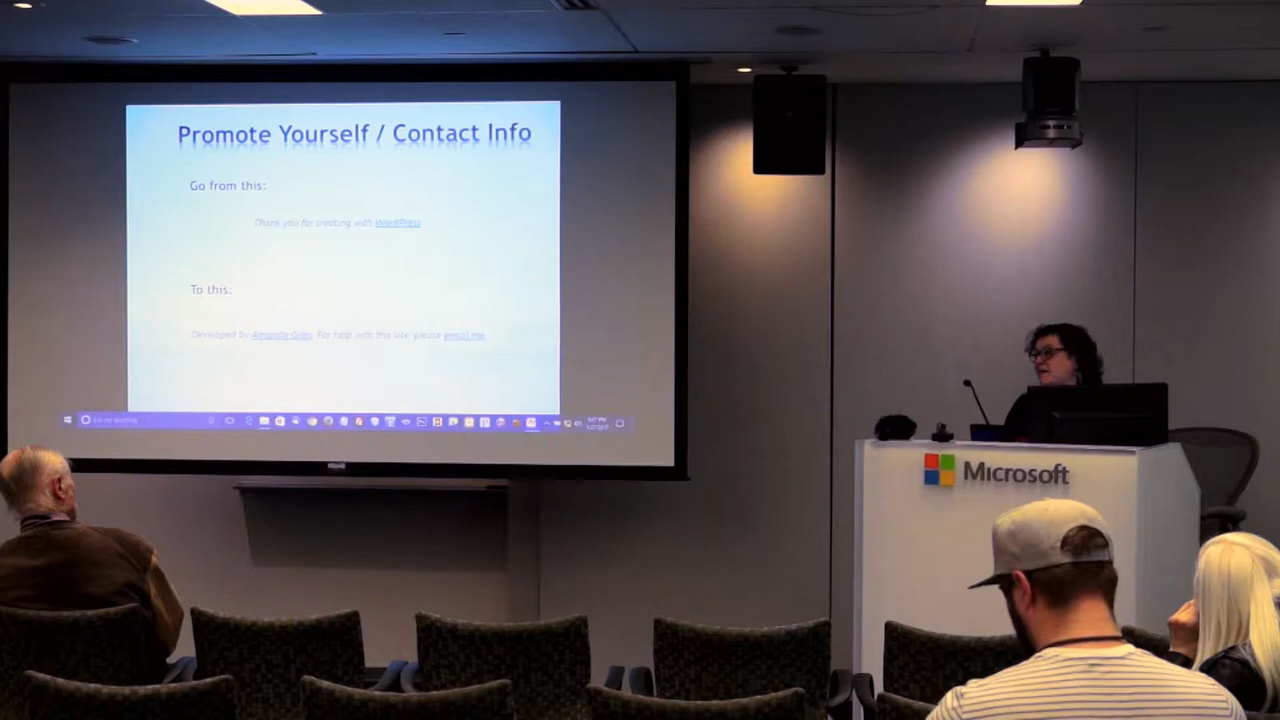 Promote Yourself / Contact Info
Go from this:
Thank you for creating with WordPress
To this:
Developed by Amanda Giles. For help with this site, please email me
Microsoft